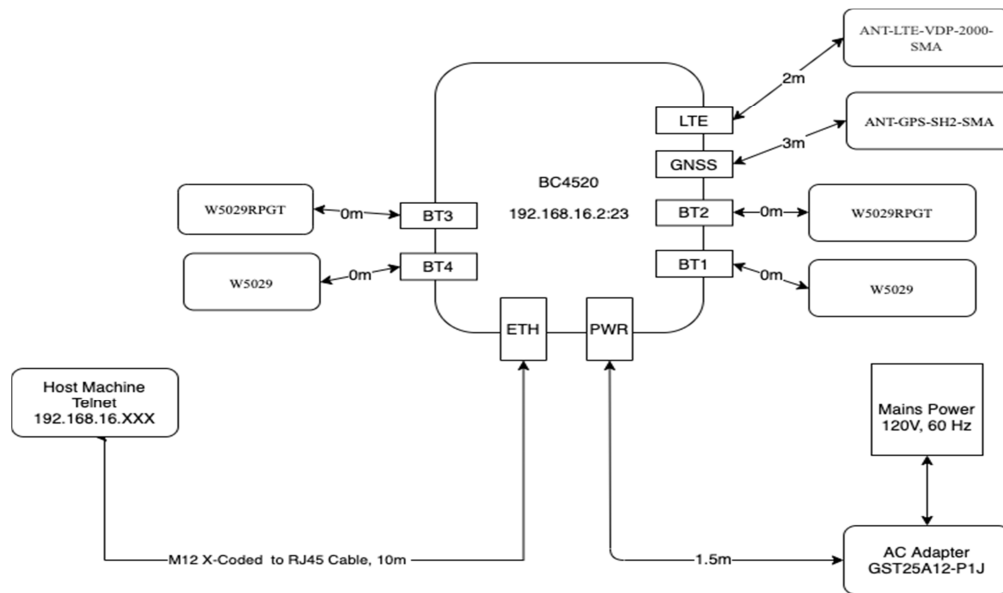 ANT-LTE-VDP-2000-
SMA
2m
LTE
ANT-GPS-SH2-SMA
3m
GNSS
BC4520
192.168.16.2:23
W5029RPGT
0m
BT3
BT2
0m
W5029RPGT
W5029
0m
BT4
BT1
0m
W5029
ETH
PWR
Host Machine
Telnet
192.168.16.XXX
Mains Power
120V, 60 Hz
M12 X-Coded to RJ45 Cable, 10m
1.5m
AC Adapter
GST25A12-P1J